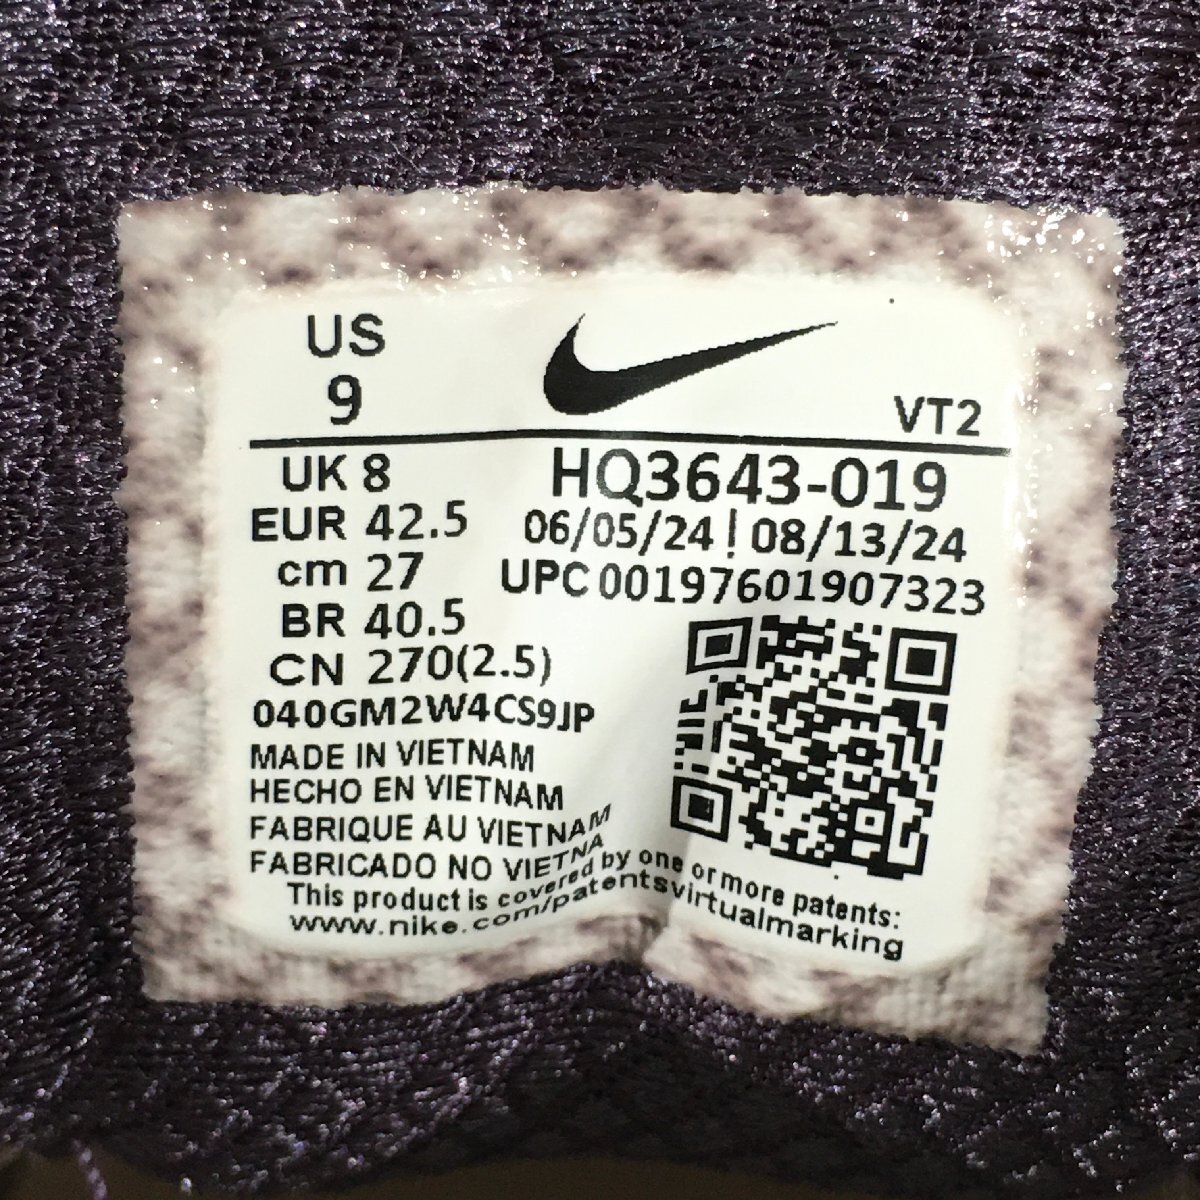 US
9
VT2
UK 8
EUR 42.5
cm 27
BR 40.5
CN 270(2.5)
HQ3643-019
06/05/24 | 08/13/24
UPC 00197601907323
040GM2W4CS9JP
MADE IN VIETNAM
HECHO EN VIETNAM
FABRIQUE AU VIETNAM
FABRICADO NO VIETNA
This product is covered by one or more patents:
www.nike.com/patentsvirtualmarking